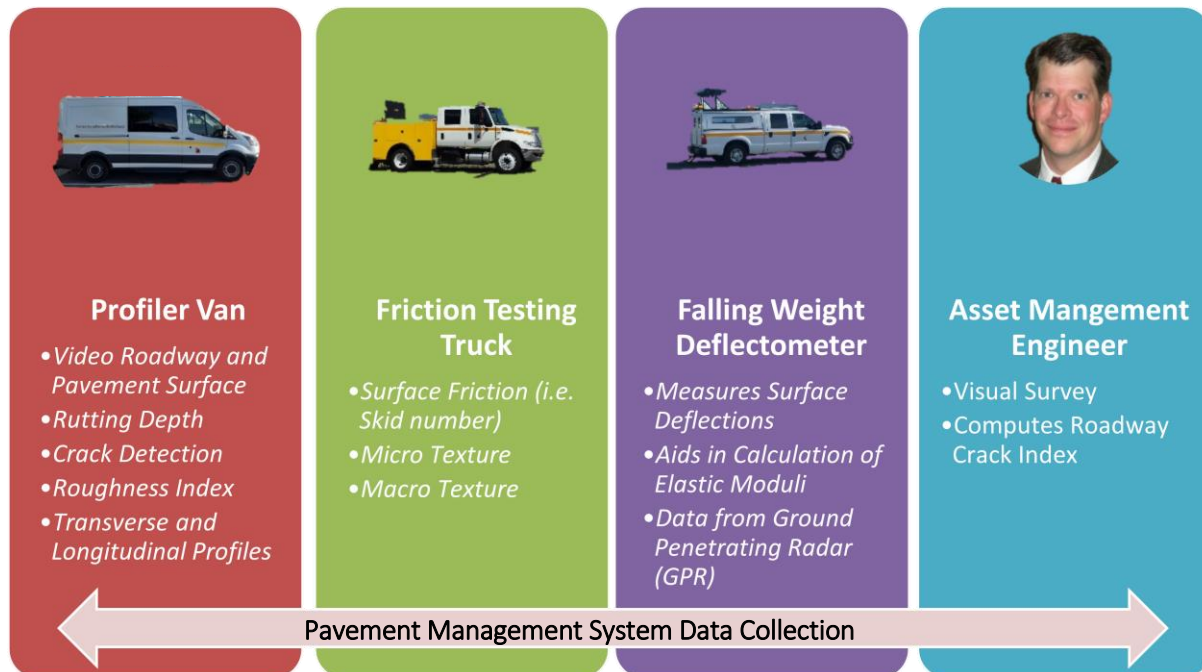 Profiler Van
•Video Roadway and
Pavement Surface
•Rutting Depth
•Crack Detection
•Roughness Index
•Transverse and
Longitudinal Profiles
Friction Testing
Truck
•Surface Friction (i.e.
Skid number)
•Micro Texture
•Macro Texture
Falling Weight
Deflectometer
•Measures Surface
Deflections
•Aids in Calculation of
Elastic Moduli
•Data from Ground
Penetrating Radar
(GPR)
Asset Mangement
Engineer
•Visual Survey
•Computes Roadway
Crack Index
Pavement Management System Data Collection